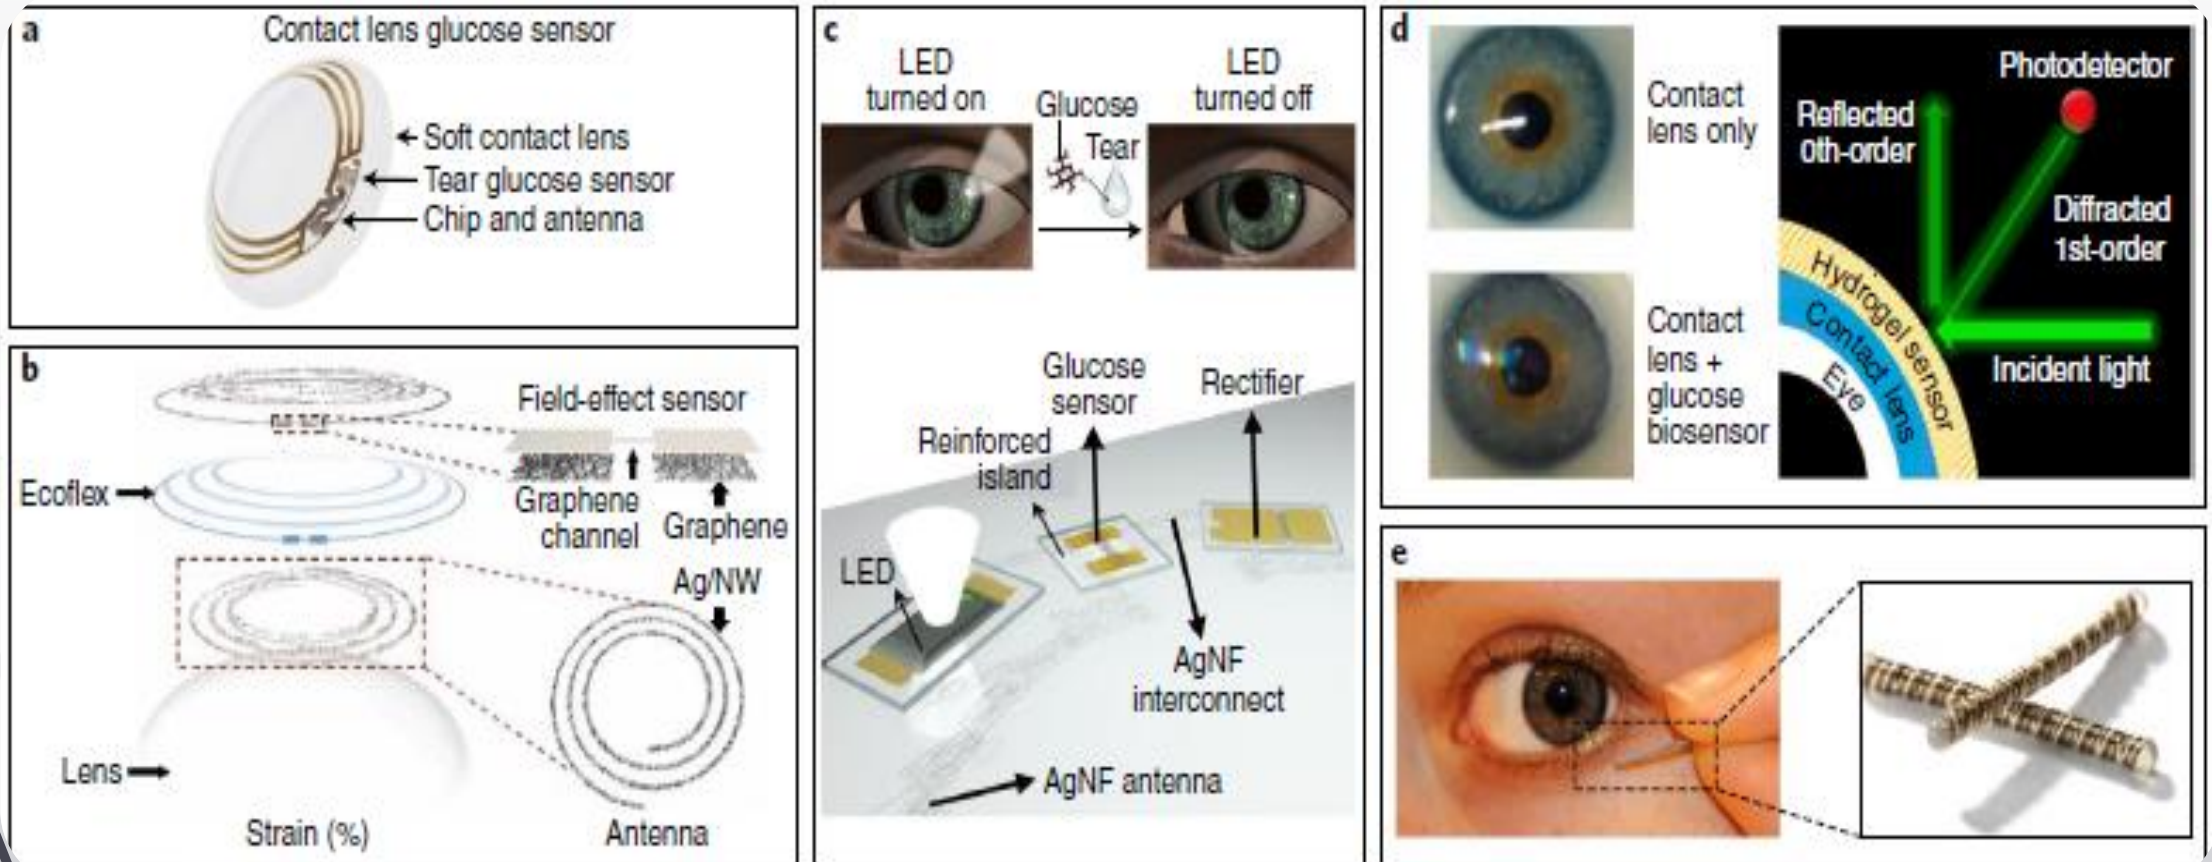 a
Contact lens glucose sensor
Soft contact lens
Tear glucose sensor
Chip and antenna
b
Field-effect sensor
Ecoflex
Graphene
channel
Graphene
Ag/NW
Lens
Strain (%)
Antenna
c
LED
turned on
Glucose
Tear
LED
turned off
Glucose
sensor
Rectifier
Reinforced
island
LED
AgNF
interconnect
AgNF antenna
d
Contact
lens only
Contact
lens +
glucose
biosensor
Photodetector
Reflected
0th-order
Diffracted
1st-order
Incident light
Hydrogel sensor
Contact lens
Eye
e